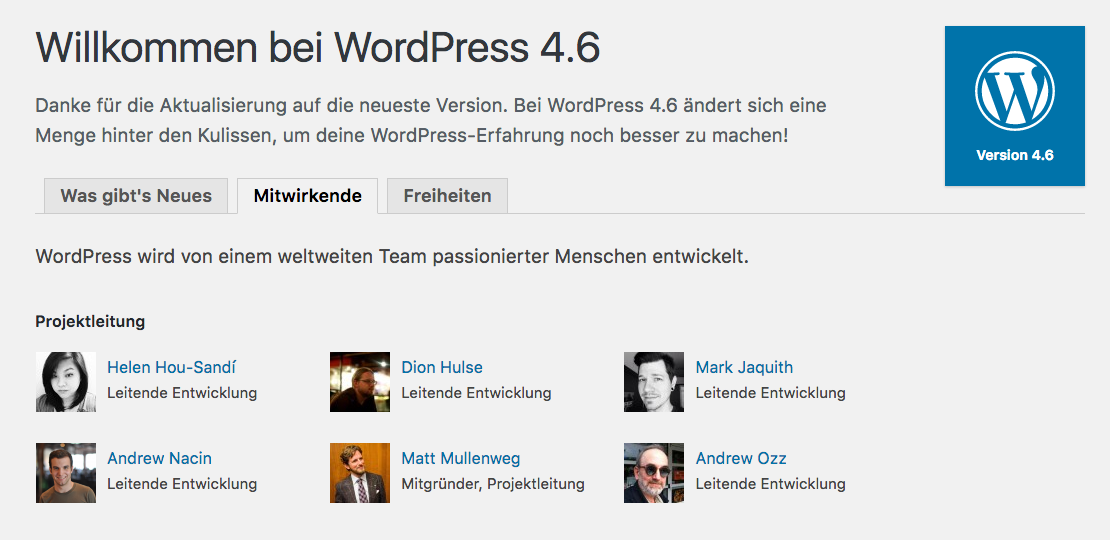 Willkommen bei WordPress 4.6
Danke für die Aktualisierung auf die neueste Version. Bei WordPress 4.6 ändert sich eine
Menge hinter den Kulissen, um deine WordPress-Erfahrung noch besser zu machen!
W
Version 4.6
Was gibt's Neues
Mitwirkende
Freiheiten
WordPress wird von einem weltweiten Team passionierter Menschen entwickelt.
Projektleitung
Helen Hou-Sandí
Leitende Entwicklung
Dion Hulse
Leitende Entwicklung
Mark Jaquith
Leitende Entwicklung
Andrew Nacin
Leitende Entwicklung
Matt Mullenweg
Mitgründer, Projektleitung
Andrew Ozz
Leitende Entwicklung